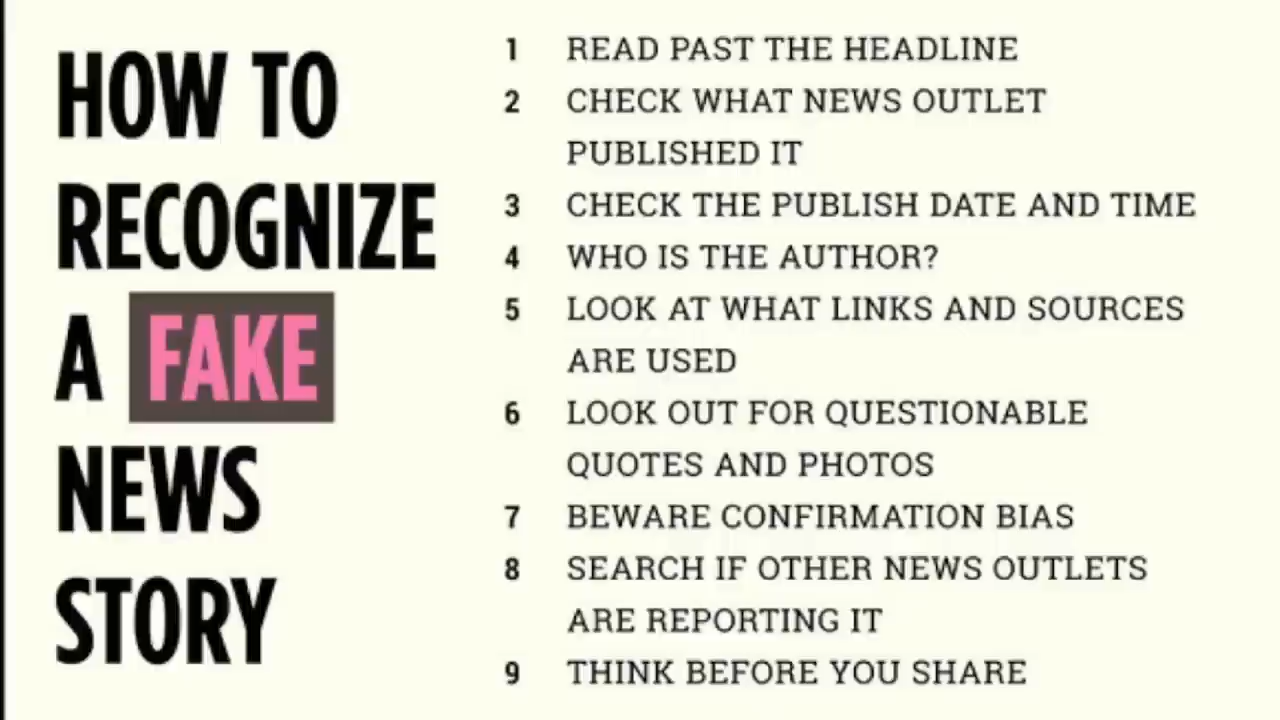 HOW TO
RECOGNIZE
A FAKE
NEWS
STORY
1 READ PAST THE HEADLINE
2 CHECK WHAT NEWS OUTLET
PUBLISHED IT
3 CHECK THE PUBLISH DATE AND TIME
4 WHO IS THE AUTHOR?
5 LOOK AT WHAT LINKS AND SOURCES
ARE USED
6 LOOK OUT FOR QUESTIONABLE
QUOTES AND PHOTOS
7 BEWARE CONFIRMATION BIAS
8 SEARCH IF OTHER NEWS OUTLETS
ARE REPORTING IT
9 THINK BEFORE YOU SHARE